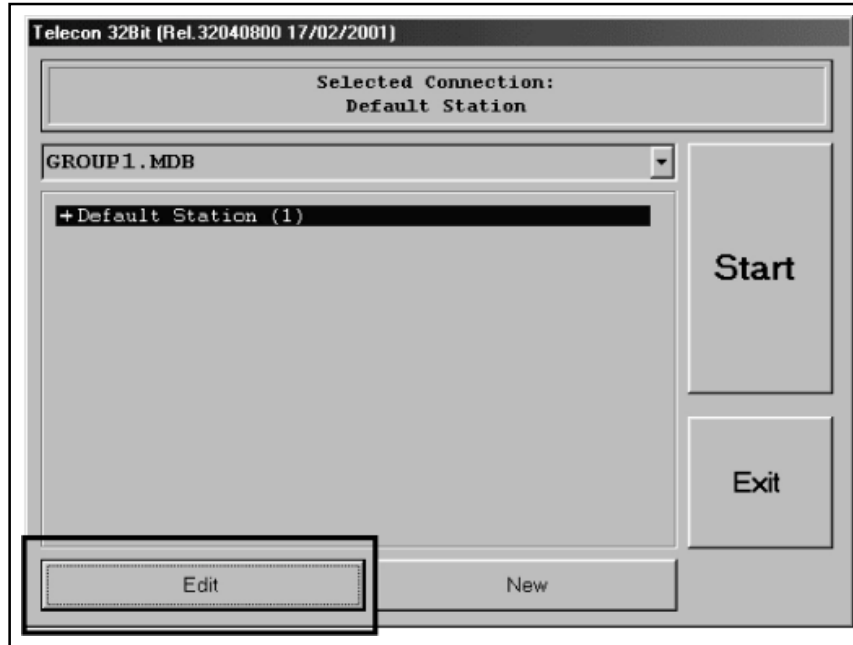 Telecon 32Bit (Rel.32040800 17/02/2001)
Selected Connection:
Default Station
GROUP1.MDB
+Default Station (1)
Start
Exit
Edit
New